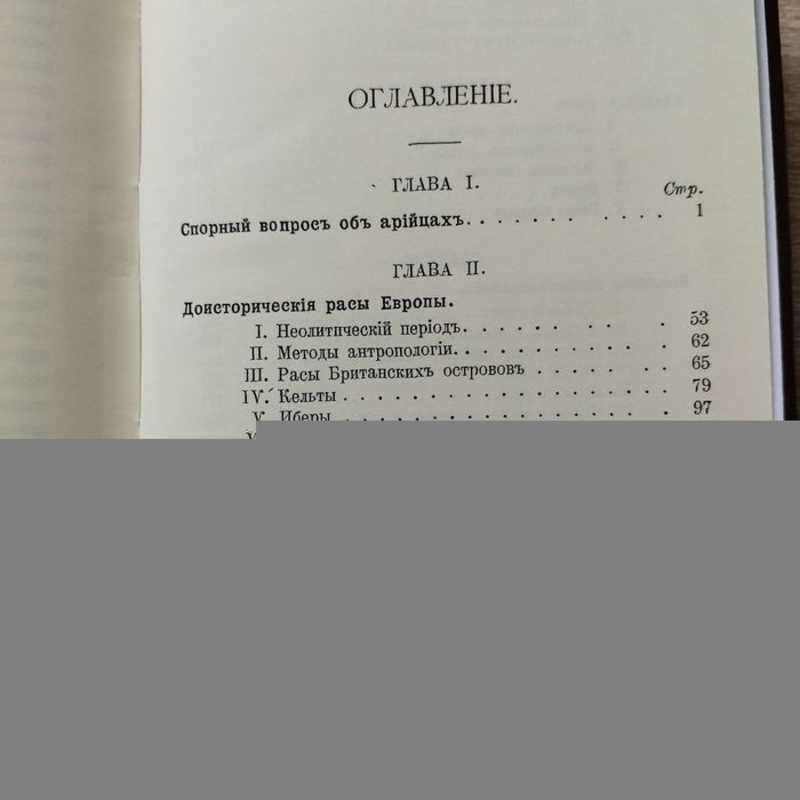 ОГЛАВЛЕНІЕ.
ГЛАВА I.
Стр.
Спорный вопросъ объ арійцахъ. . . . . . . . . . . . 1
ГЛАВА II.
Доисторическія расы Европы.
I. Неолитическій періодъ. . . . . . . . . . 53
II. Методы антропологіи. . . . . . . . . . . 62
III. Расы Британскихъ острововъ . . . . . . . . 65
IV. Кельты . . . . . . . . . . . . . . . . 79
V. Иберы . . . . . . . . . . . . . . . . 97